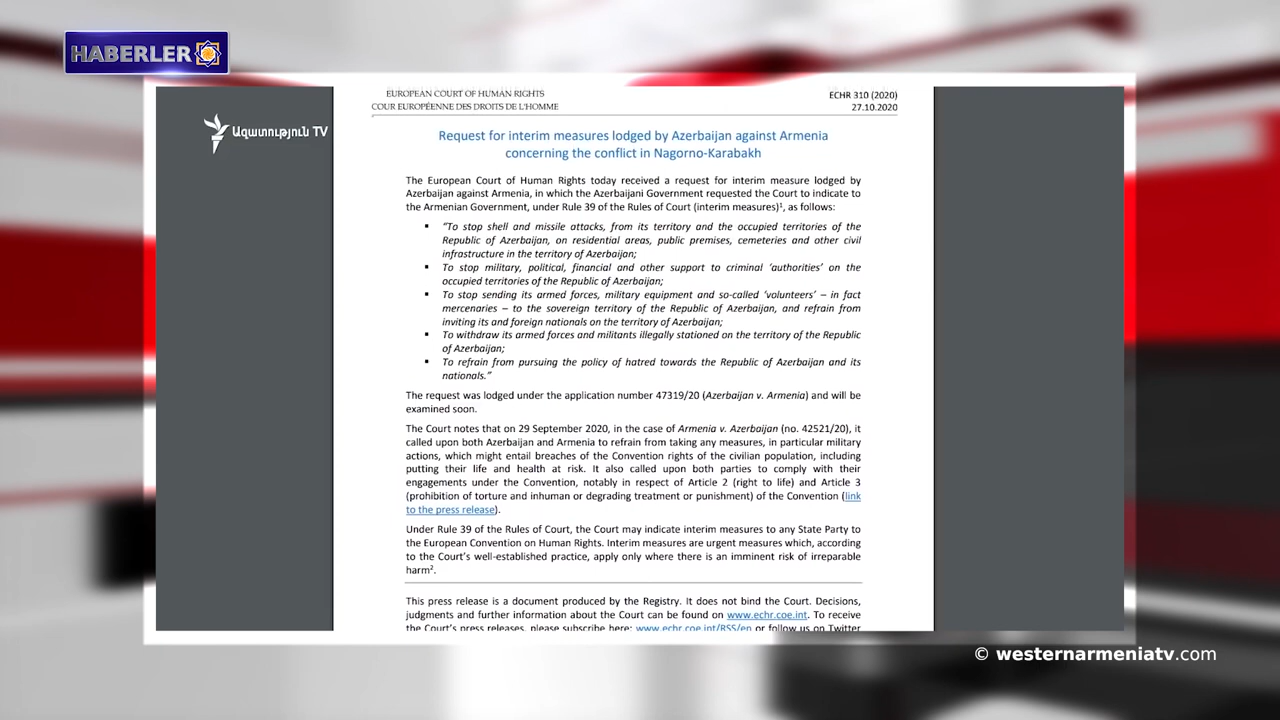 HABERLER
Ազատություն TV
EUROPEAN COURT OF HUMAN RIGHTS
COUR EUROPÉENNE DES DROITS DE L'HOMME
ECHR 310 (2020)
27.10.2020
Request for interim measures lodged by Azerbaijan against Armenia
concerning the conflict in Nagorno-Karabakh
The European Court of Human Rights today received a request for interim measure lodged by
Azerbaijan against Armenia, in which the Azerbaijani Government requested the Court to indicate to
the Armenian Government, under Rule 39 of the Rules of Court (interim measures)¹, as follows:
▪ "To stop shell and missile attacks, from its territory and the occupied territories of the
Republic of Azerbaijan, on residential areas, public premises, cemeteries and other civil
infrastructure in the territory of Azerbaijan;
▪ To stop military, political, financial and other support to criminal 'authorities' on the
occupied territories of the Republic of Azerbaijan;
▪ To stop sending its armed forces, military equipment and so-called 'volunteers' – in fact
mercenaries – to the sovereign territory of the Republic of Azerbaijan, and refrain from
inviting its and foreign nationals on the territory of Azerbaijan;
▪ To withdraw its armed forces and militants illegally stationed on the territory of the Republic
of Azerbaijan;
▪ To refrain from pursuing the policy of hatred towards the Republic of Azerbaijan and its
nationals."
The request was lodged under the application number 47319/20 (Azerbaijan v. Armenia) and will be
examined soon.
The Court notes that on 29 September 2020, in the case of Armenia v. Azerbaijan (no. 42521/20), it
called upon both Azerbaijan and Armenia to refrain from taking any measures, in particular military
actions, which might entail breaches of the Convention rights of the civilian population, including
putting their life and health at risk. It also called upon both parties to comply with their
engagements under the Convention, notably in respect of Article 2 (right to life) and Article 3
(prohibition of torture and inhuman or degrading treatment or punishment) of the Convention (link
to the press release).
Under Rule 39 of the Rules of Court, the Court may indicate interim measures to any State Party to
the European Convention on Human Rights. Interim measures are urgent measures which, according
to the Court's well-established practice, apply only where there is an imminent risk of irreparable
harm².
This press release is a document produced by the Registry. It does not bind the Court. Decisions,
judgments and further information about the Court can be found on www.echr.coe.int. To receive
the Court's press releases, please subscribe here: www.echr.coe.int/RSS/en or follow us on Twitter
© westernarmeniatv.com